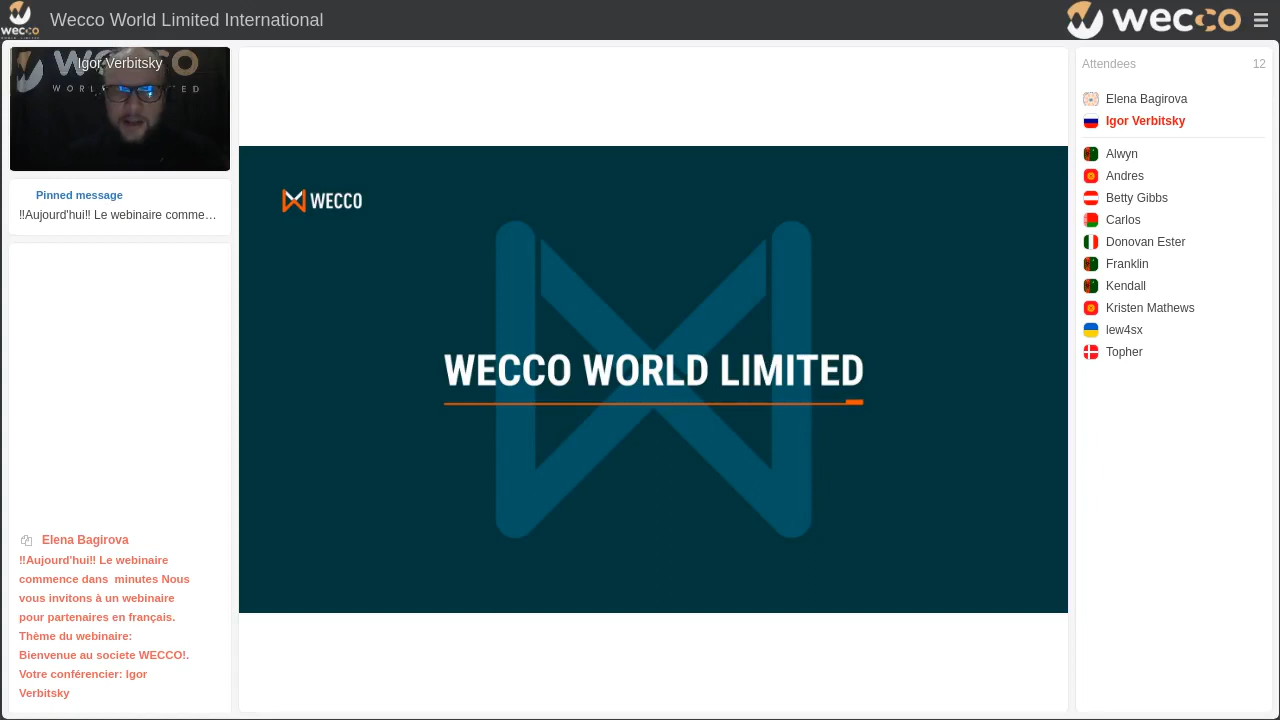 wecco
Wecco World Limited International
wecco
Igor Verbitsky
Pinned message
‼Aujourd'hui‼ Le webinaire comme…
Elena Bagirova
‼Aujourd'hui‼ Le webinaire
commence dans  minutes Nous
vous invitons à un webinaire
pour partenaires en français.
Thème du webinaire:
Bienvenue au societe WECCO!.
Votre conférencier: Igor
Verbitsky
WECCO
WECCO WORLD LIMITED
Attendees 12
Elena Bagirova
Igor Verbitsky
Alwyn
Andres
Betty Gibbs
Carlos
Donovan Ester
Franklin
Kendall
Kristen Mathews
lew4sx
Topher